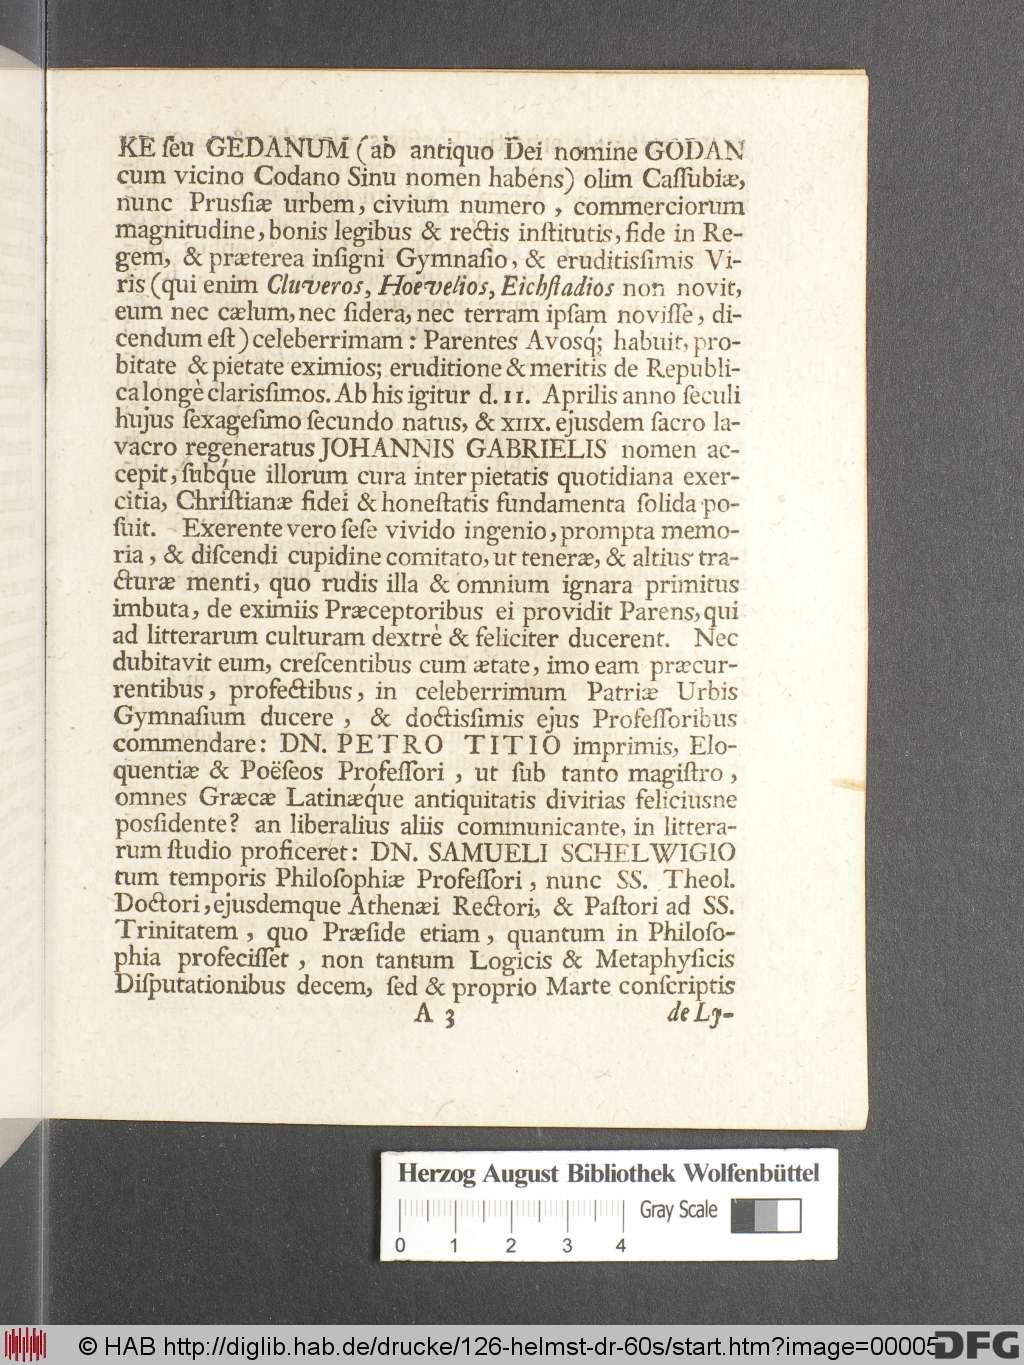 KE ſeu GEDANUM (ab antiquo Dei nomine GODAN
cum vicino Codano Sinu nomen habens) olim Caſſubiæ,
nunc Prusſiæ urbem, civium numero , commerciorum
magnitudine, bonis legibus & rectis inſtitutis, fide in Re-
gem, & præterea inſigni Gymnaſio, & eruditisſimis Vi-
ris (qui enim Cluveros, Hoevelios, Eichſtadios non novit,
eum nec cælum, nec ſidera, nec terram ipſam noviſſe, di-
cendum eſt) celeberrimam : Parentes Avosq́; habuit, pro-
bitate & pietate eximios; eruditione & meritis de Republi-
ca longè clarisſimos. Ab his igitur d. 11. Aprilis anno ſeculi
hujus ſexageſimo ſecundo natus, & XIIX. ejusdem ſacro la-
vacro regeneratus JOHANNIS GABRIELIS nomen ac-
cepit, ſubq́ue illorum cura inter pietatis quotidiana exer-
citia, Chriſtianæ fidei & honeſtatis fundamenta ſolida po-
ſuit. Exerente vero ſeſe vivido ingenio, prompta memo-
ria , & diſcendi cupidine comitato, ut teneræ, & altius tra-
cturæ menti, quo rudis illa & omnium ignara primitus
imbuta, de eximiis Præceptoribus ei providit Parens, qui
ad litterarum culturam dextrè & feliciter ducerent. Nec
dubitavit eum, creſcentibus cum ætate, imo eam præcur-
rentibus, profectibus, in celeberrimum Patriæ Urbis
Gymnaſium ducere , & doctisſimis ejus Profeſſoribus
commendare: DN. PETRO TITIO imprimis, Elo-
quentiæ & Poëſeos Profeſſori , ut ſub tanto magiſtro ,
omnes Græcæ Latinæq́ue antiquitatis divitias feliciusne
posſidente? an liberalius aliis communicante, in littera-
rum ſtudio proficeret: DN. SAMUELI SCHELWIGIO
tum temporis Philoſophiæ Profeſſori , nunc SS. Theol.
Doctori, ejusdemque Athenæi Rectori, & Paſtori ad SS.
Trinitatem , quo Præſide etiam , quantum in Philoſo-
phia profeciſſet , non tantum Logicis & Metaphyſicis
Diſputationibus decem, ſed & proprio Marte conſcriptis
A 3 de Ly-
Herzog August Bibliothek Wolfenbüttel
Gray Scale
0 1 2 3 4
© HAB http://diglib.hab.de/drucke/126-helmst-dr-60s/start.htm?image=00005
DFG